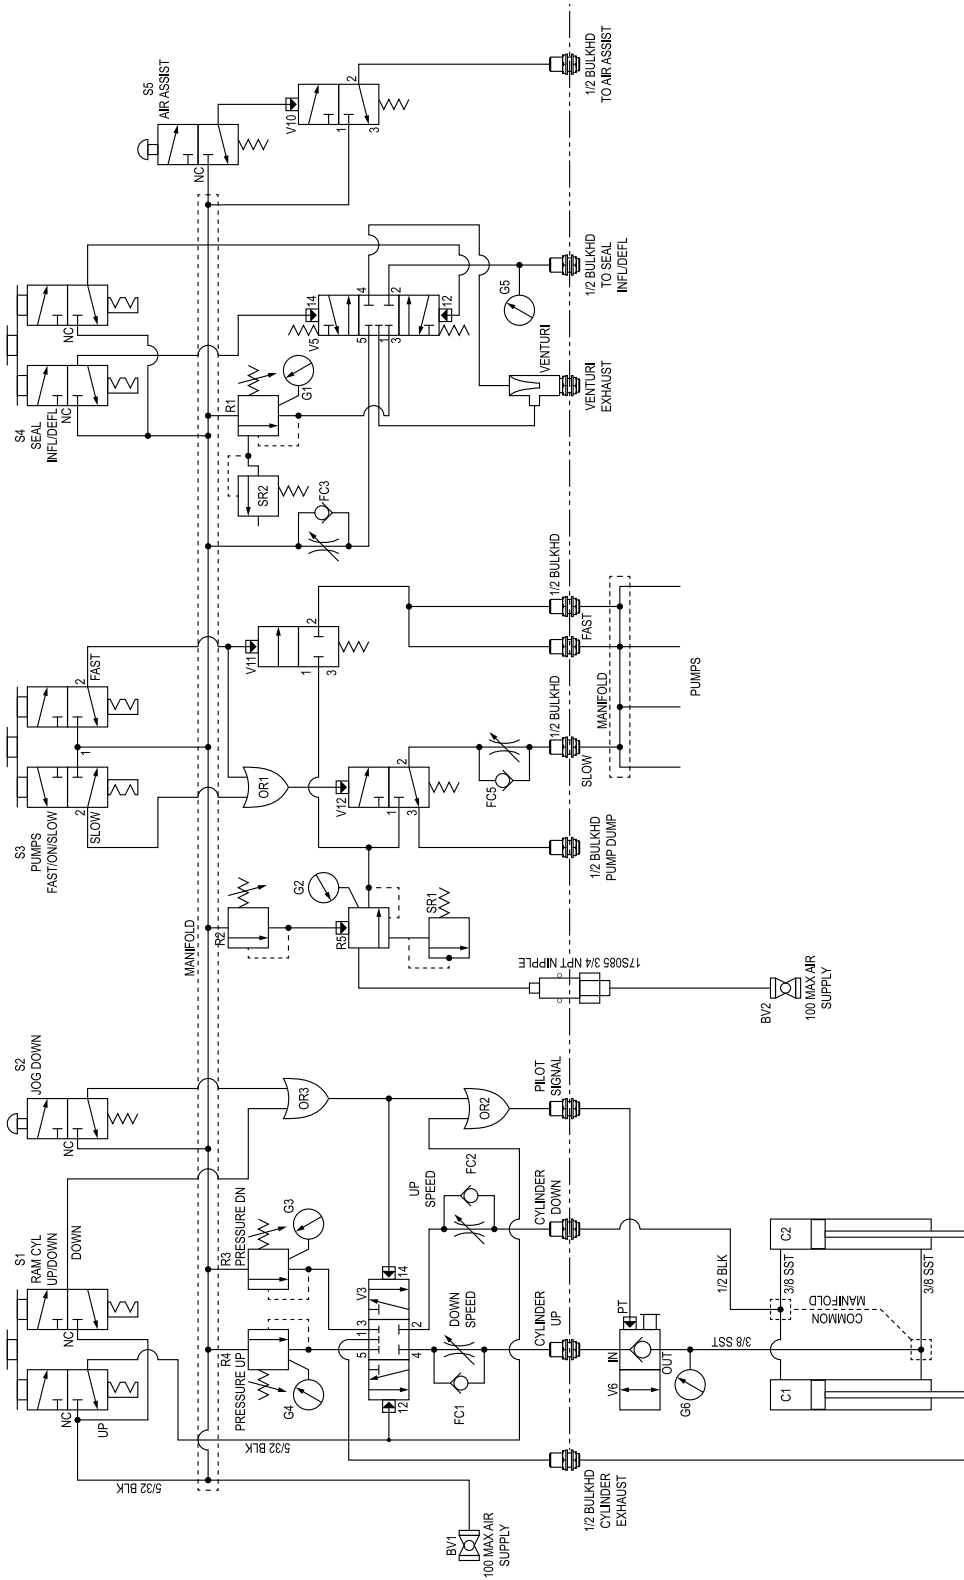 S5
AIR ASSIST
NC
V10
1
2
3
1/2 BULKHD
TO AIR ASSIST
S4
SEAL
INFL/DEFL
NC
NC
R1
G1
SR2
FC3
V5
14
12
4
2
5
1
3
G5
VENTURI
1/2 BULKHD
TO SEAL
INFL/DEFL
VENTURI
EXHAUST
S3
PUMPS
FAST/ON/SLOW
2
SLOW
1
2
FAST
V11
1
2
3
OR1
V12
1
2
3
FC5
R2
G2
R5
SR1
MANIFOLD
1/2 BULKHD
FAST
1/2 BULKHD
SLOW
MANIFOLD
PUMPS
1/2 BULKHD
PUMP DUMP
17S085 3/4 NPT NIPPLE
BV2
100 MAX AIR
SUPPLY
S2
JOG DOWN
NC
OR3
OR2
PILOT
SIGNAL
S1
RAM CYL
UP/DOWN
NC
DOWN
NC
UP
R3
PRESSURE DN
G3
R4
PRESSURE UP
G4
V3
14
12
5
1
3
4
2
UP
SPEED
FC2
DOWN
SPEED
FC1
CYLINDER
DOWN
CYLINDER
UP
5/32 BLK
5/32 BLK
BV1
100 MAX AIR
SUPPLY
1/2 BULKHD
CYLINDER
EXHAUST
PT
IN
V6
OUT
G6
3/8 SST
1/2 BLK
COMMON
MANIFOLD
3/8 SST
3/8 SST
C1
C2